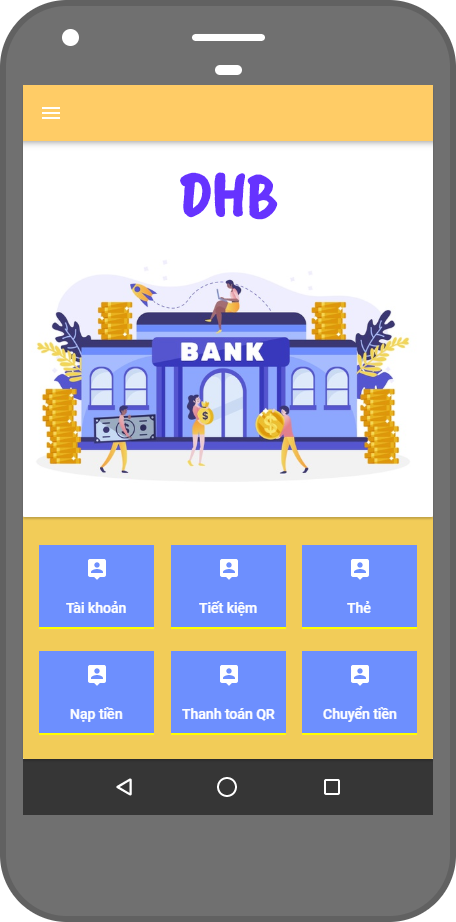 DHB
BANK
$
$
$
Tài khoản
Tiết kiệm
Thẻ
Nạp tiền
Thanh toán QR
Chuyển tiền